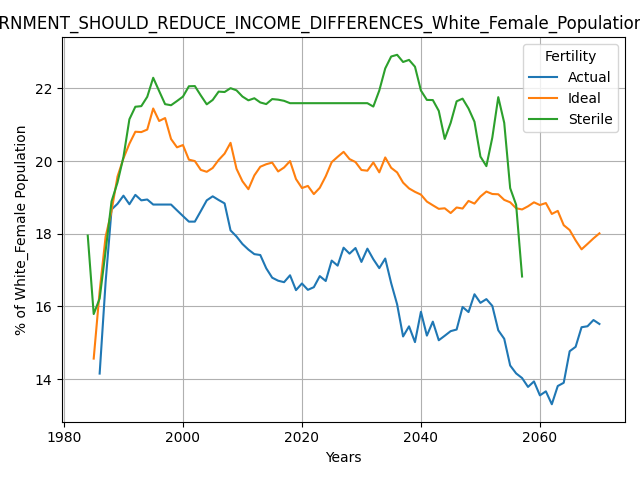 RNMENT_SHOULD_REDUCE_INCOME_DIFFERENCES_White_Female_Population
Fertility
Actual
Ideal
Sterile
% of White_Female Population
22
20
18
16
14
1980
2000
2020
2040
2060
Years